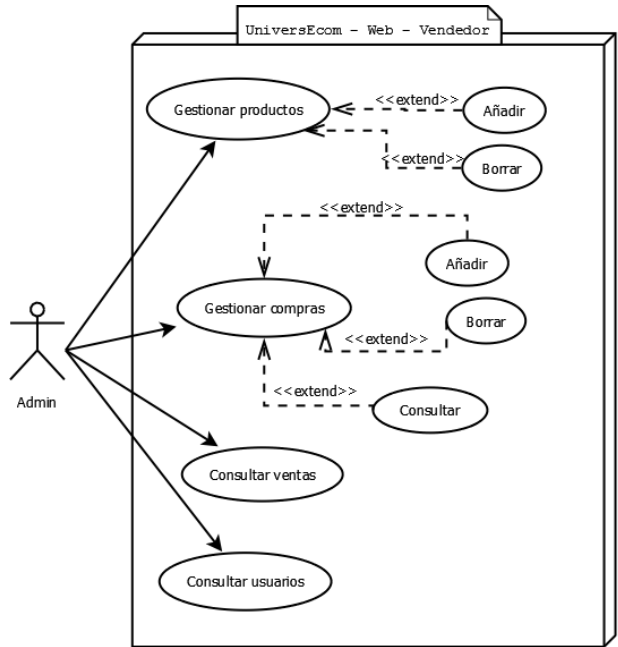 UniversEcom - Web - Vendedor
Gestionar productos
<<extend>>
Añadir
<<extend>>
Borrar
<<extend>>
Añadir
Gestionar compras
<<extend>>
Borrar
<<extend>>
Consultar
Admin
Consultar ventas
Consultar usuarios